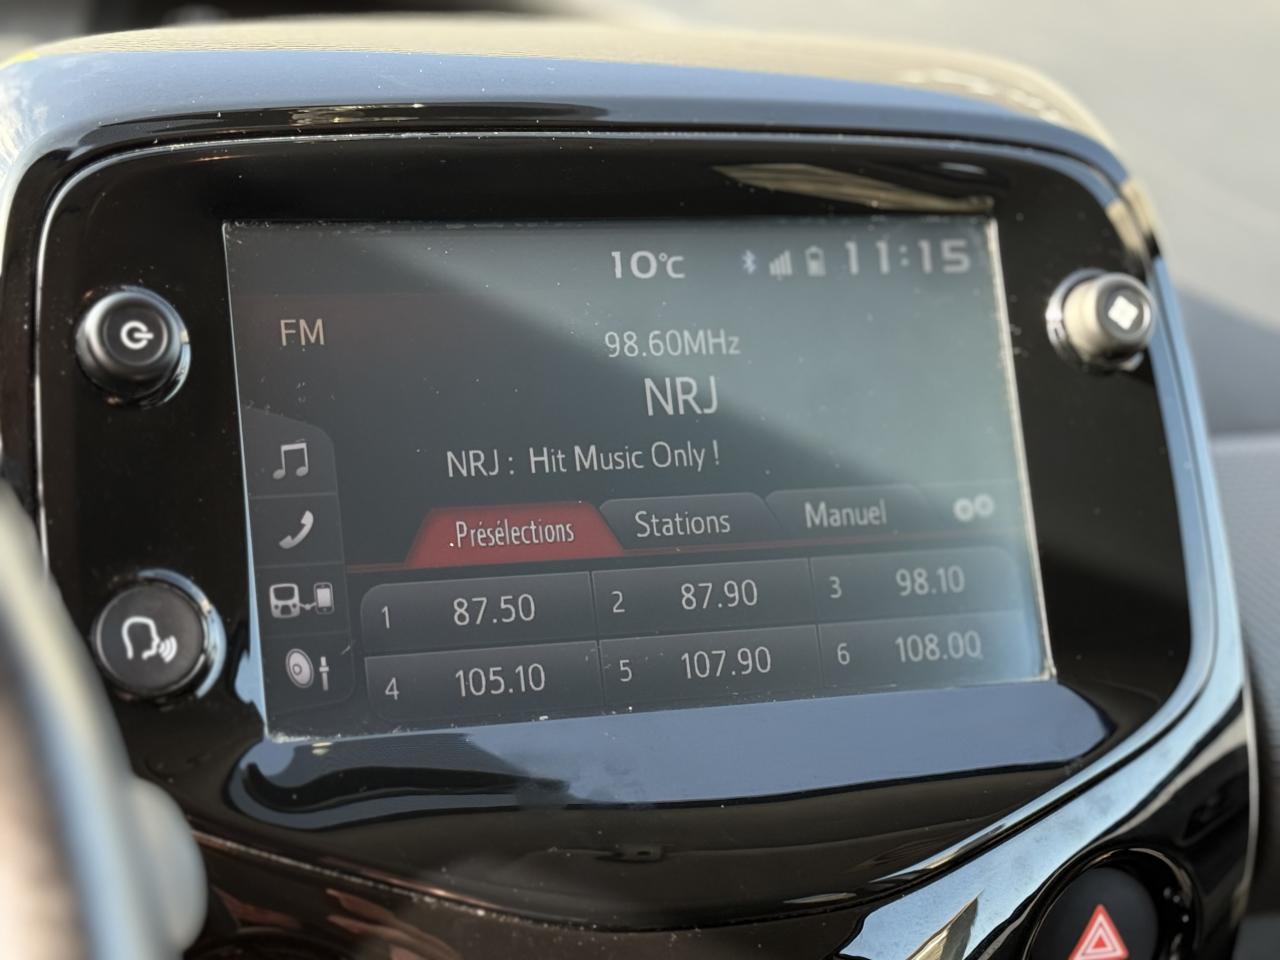 10°C 11:15
FM
98.60MHz
NRJ
NRJ : Hit Music Only !
Présélections Stations Manuel
1 87.50 2 87.90 3 98.10
4 105.10 5 107.90 6 108.00